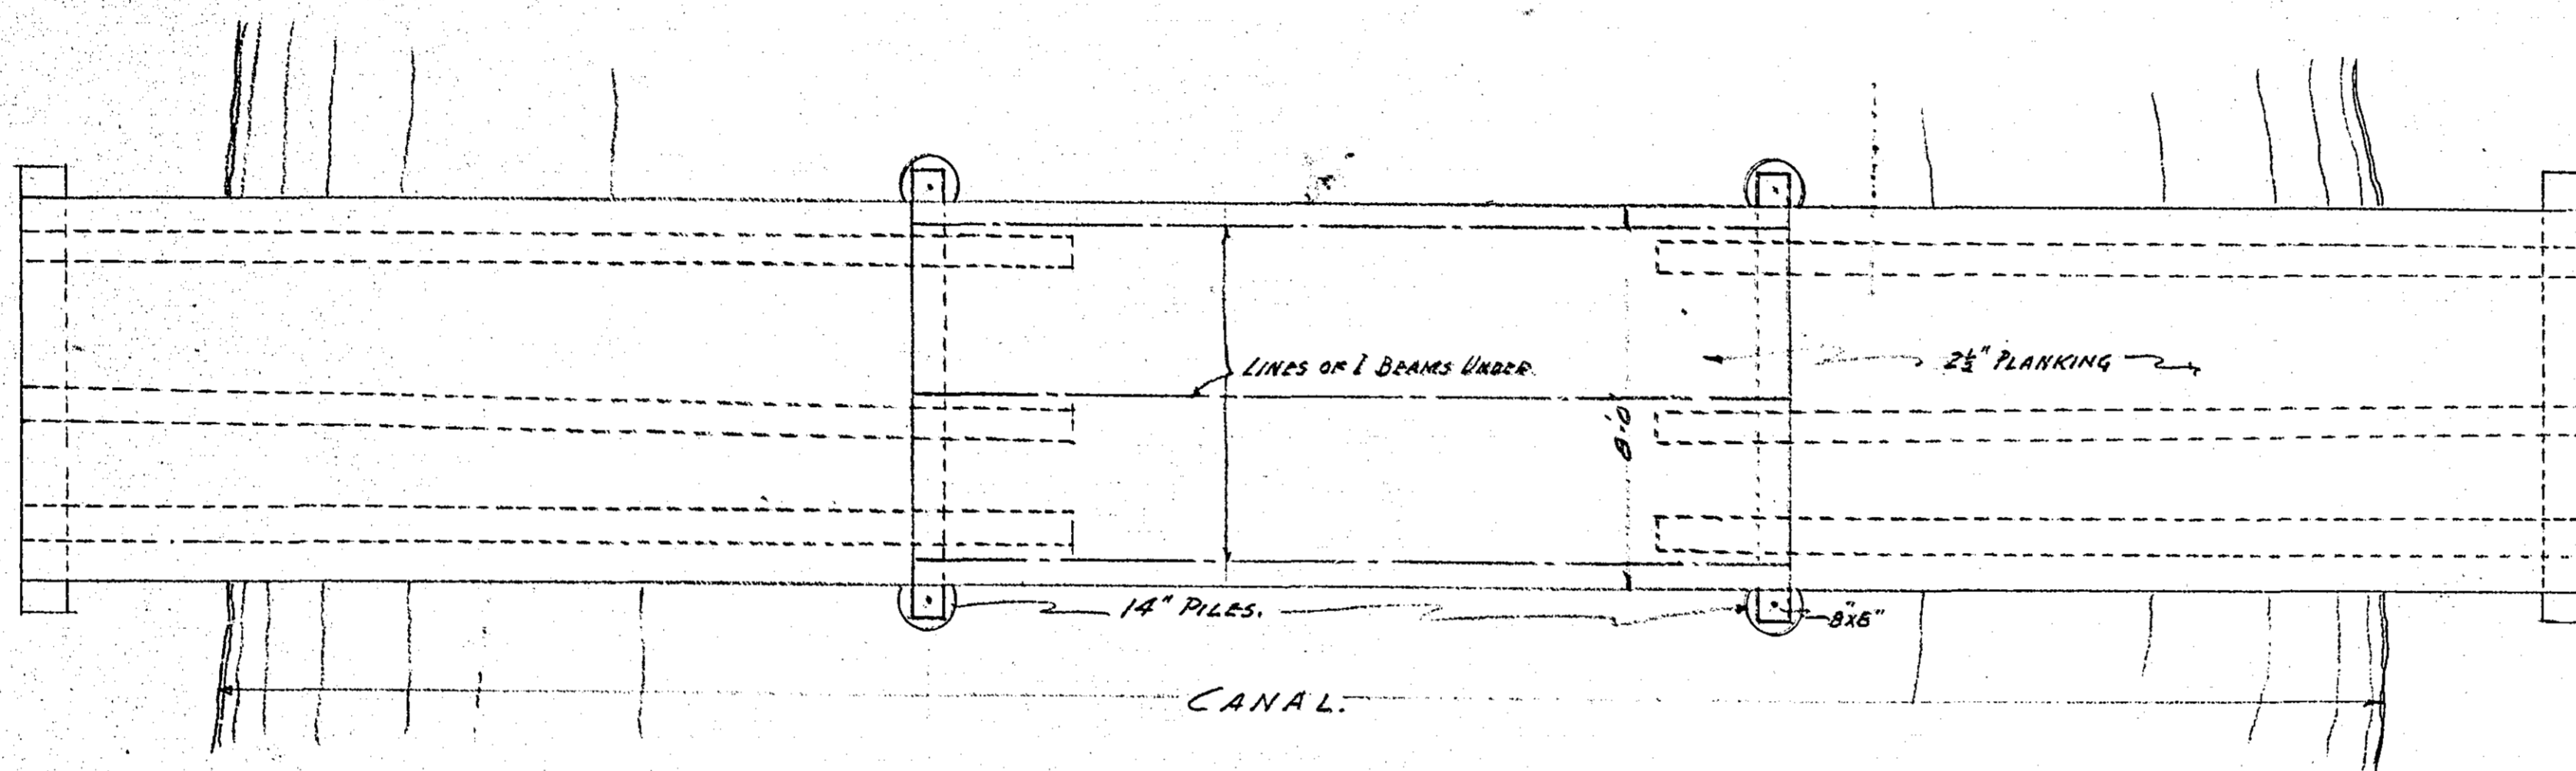 LINES OF I BEAMS UNDER
2½" PLANKING
8'-0"
14" PILES.
8"X8"
CANAL.